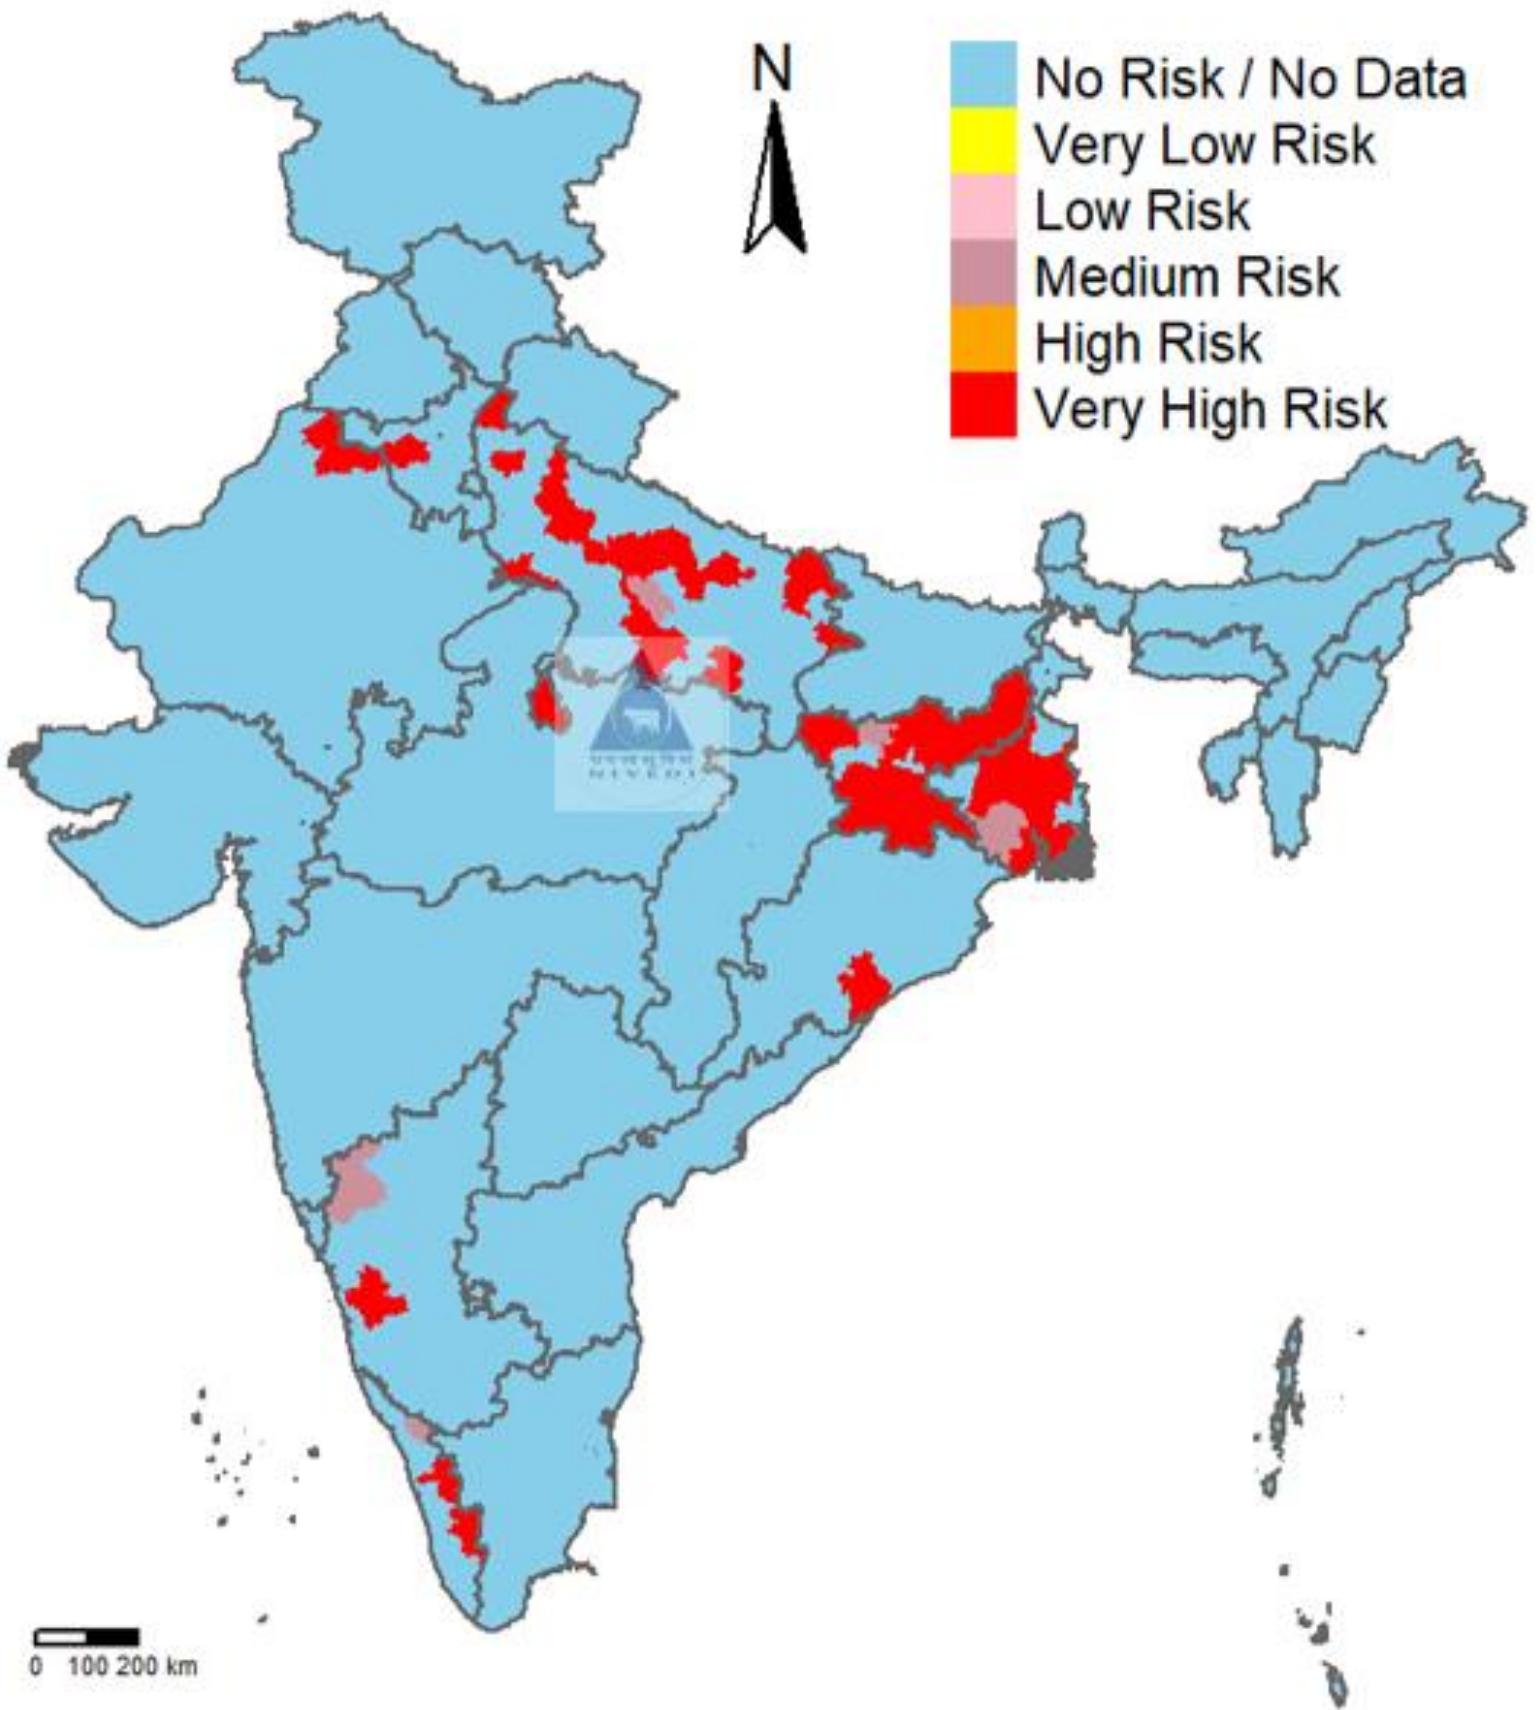 N
No Risk / No Data
Very Low Risk
Low Risk
Medium Risk
High Risk
Very High Risk
NIVEDI
0 100 200 km